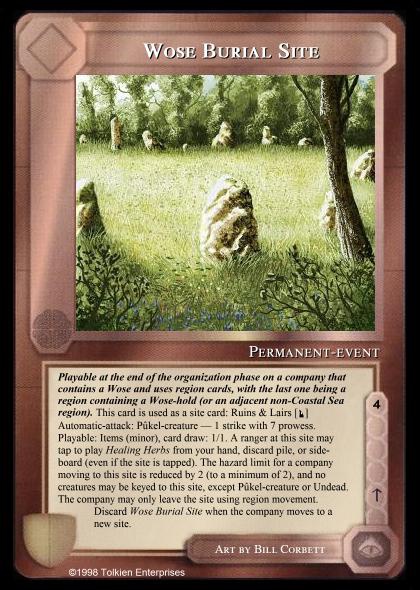 Wose Burial Site
Permanent-event
Playable at the end of the organization phase on a company that
contains a Wose and uses region cards, with the last one being a
region containing a Wose-hold (or an adjacent non-Coastal Sea
region). This card is used as a site card: Ruins & Lairs []
Automatic-attack: Pûkel-creature — 1 strike with 7 prowess.
Playable: Items (minor), card draw: 1/1. A ranger at this site may
tap to play Healing Herbs from your hand, discard pile, or side-
board (even if the site is tapped). The hazard limit for a company
moving to this site is reduced by 2 (to a minimum of 2), and no
creatures may be keyed to this site, except Pûkel-creature or Undead.
The company may only leave the site using region movement.
Discard Wose Burial Site when the company moves to a
new site.
4
↑
Art by Bill Corbett
©1998 Tolkien Enterprises